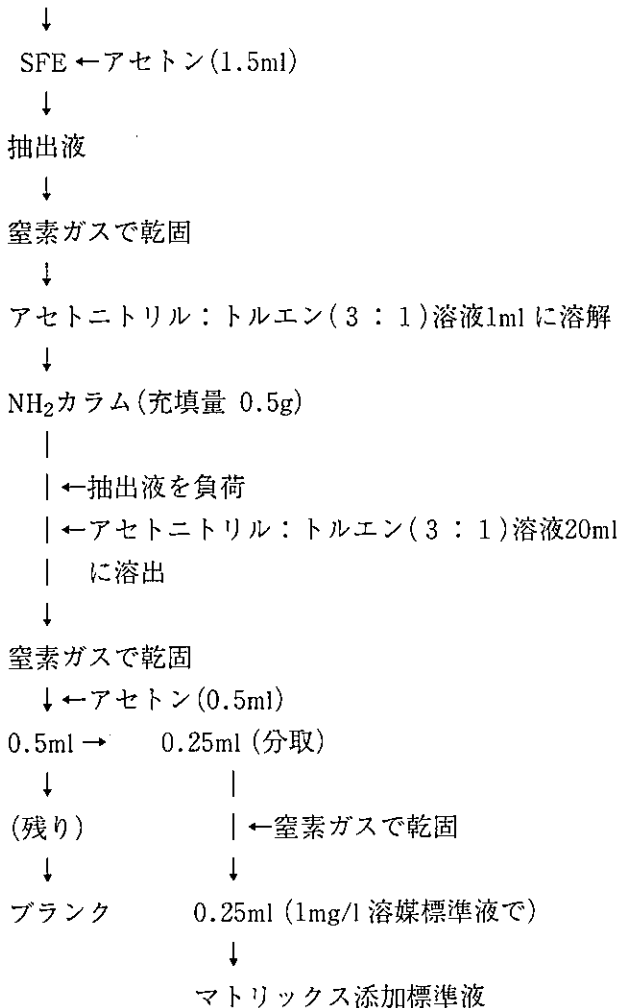 ↓
SFE ←アセトン(1.5ml)
↓
抽出液
↓
窒素ガスで乾固
↓
アセトニトリル：トルエン(3：1)溶液1ml に溶解
↓
NH₂カラム(充填量 0.5g)
|
| ←抽出液を負荷
| ←アセトニトリル：トルエン(3：1)溶液20ml
| に溶出
↓
窒素ガスで乾固
↓ ←アセトン(0.5ml)
0.5ml → 0.25ml (分取)
↓ |
(残り) | ←窒素ガスで乾固
↓ ↓
ブランク 0.25ml (1mg/l 溶媒標準液で)
↓
マトリックス添加標準液